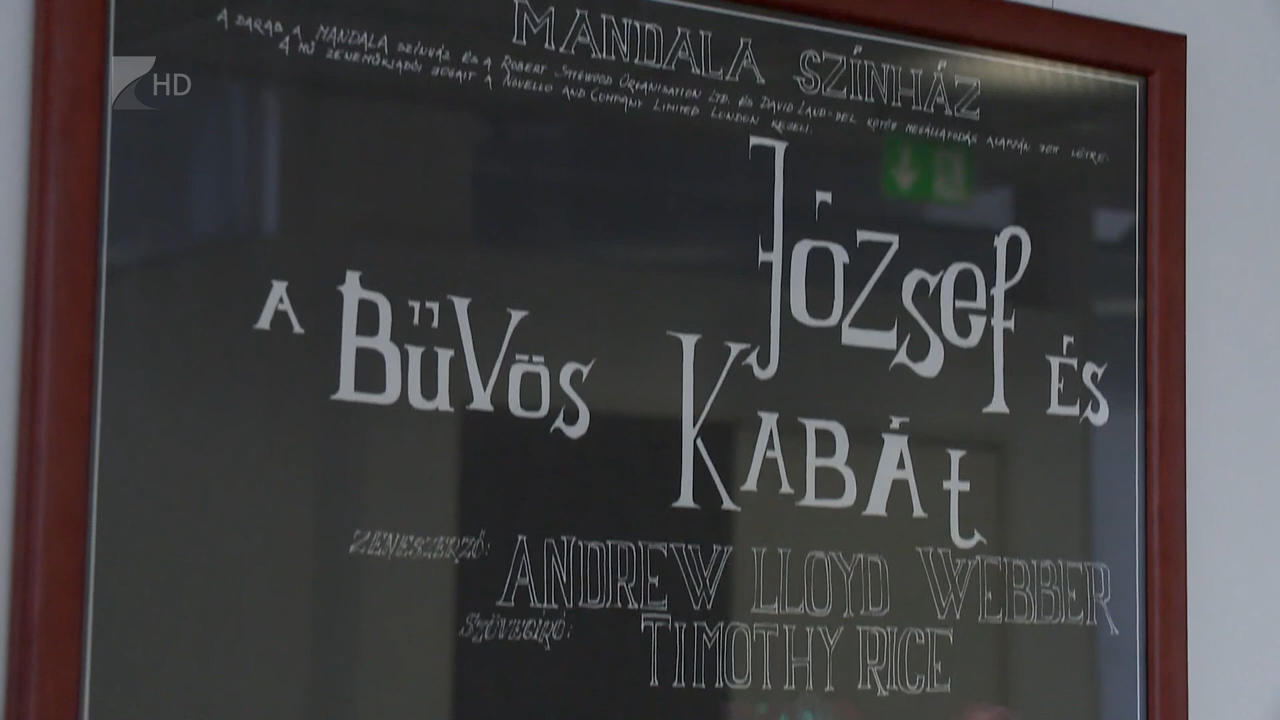 MANDALA SZÍNHÁZ
A DARAB A MANDALA SZÍNHÁZ ÉS A ROBERT STIGWOOD ORGANISATION LTD. ÉS DAVID LAND-DEL KÖTÖTT MEGÁLLAPODÁS ALAPJÁN JÖTT LÉTRE.
A MŰ ZENEMŰKIADÓI JOGAIT A NOVELLO AND COMPANY LIMITED LONDON KEZELI.
HD
József és
A Bűvös Kabát
ZENESZERZŐ: ANDREW LLOYD WEBBER
SZÖVEGÍRÓ: TIMOTHY RICE